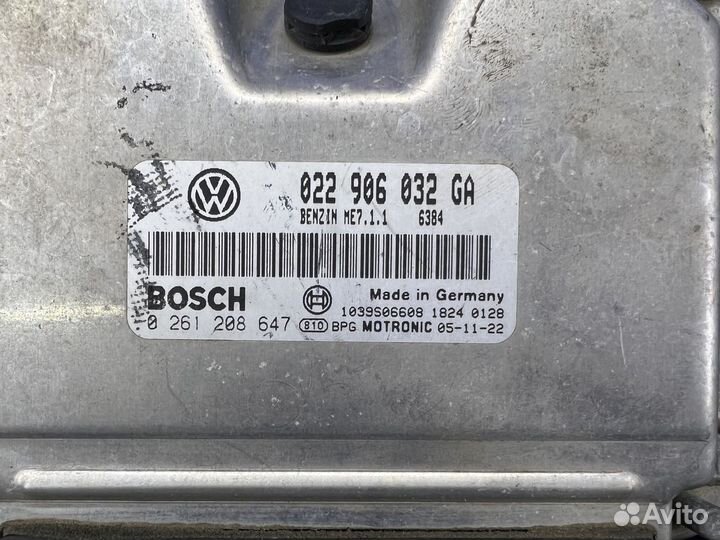 022 906 032 GA
BENZIN ME7.1.1 6384
BOSCH
Made in Germany
1039S06608 1824 0128
0 261 208 647 810 BPG MOTRONIC 05-11-22
Avito